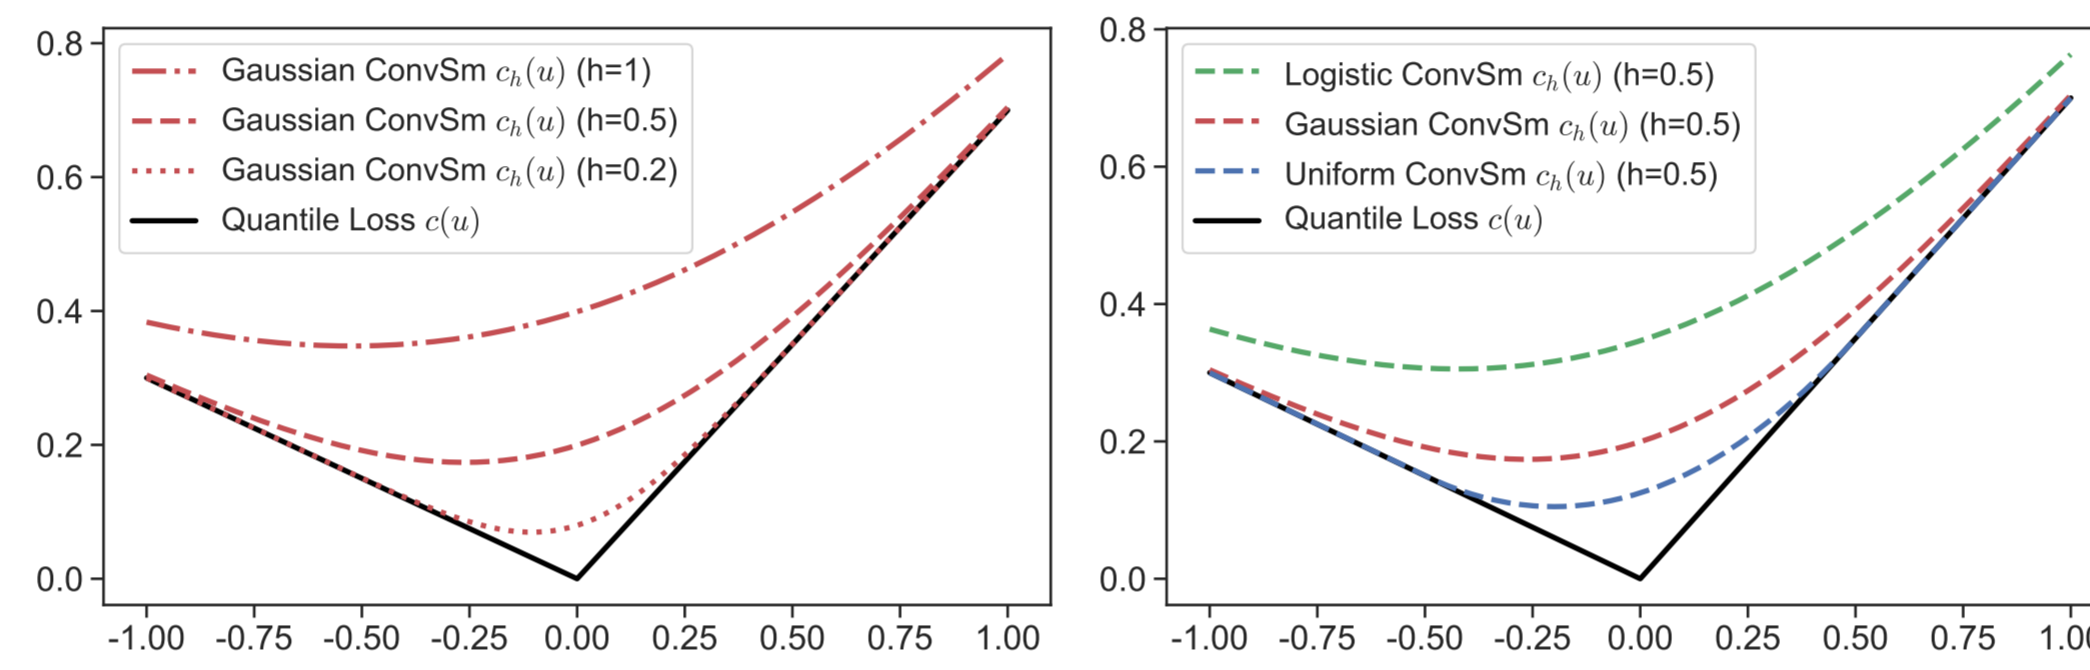 0.8
0.6
0.4
0.2
0.0
Gaussian ConvSm c_h(u) (h=1)
Gaussian ConvSm c_h(u) (h=0.5)
Gaussian ConvSm c_h(u) (h=0.2)
Quantile Loss c(u)
-1.00 -0.75 -0.50 -0.25 0.00 0.25 0.50 0.75 1.00
0.8
0.6
0.4
0.2
0.0
Logistic ConvSm c_h(u) (h=0.5)
Gaussian ConvSm c_h(u) (h=0.5)
Uniform ConvSm c_h(u) (h=0.5)
Quantile Loss c(u)
-1.00 -0.75 -0.50 -0.25 0.00 0.25 0.50 0.75